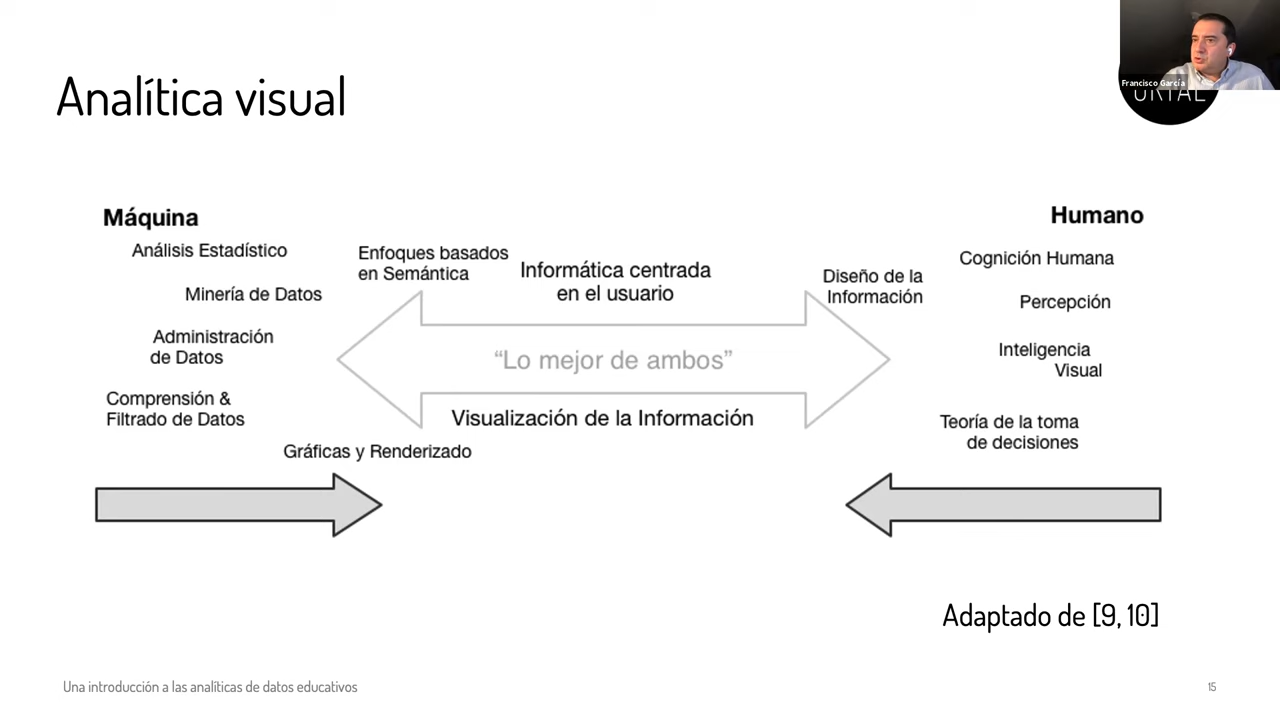 Francisco García
Analítica visual
Máquina
Análisis Estadístico
Minería de Datos
Administración
de Datos
Comprensión &
Filtrado de Datos
Gráficas y Renderizado
Enfoques basados
en Semántica
Informática centrada
en el usuario
“Lo mejor de ambos”
Visualización de la Información
Diseño de la
Información
Humano
Cognición Humana
Percepción
Inteligencia
Visual
Teoría de la toma
de decisiones
Adaptado de [9, 10]
Una introducción a las analíticas de datos educativos
15